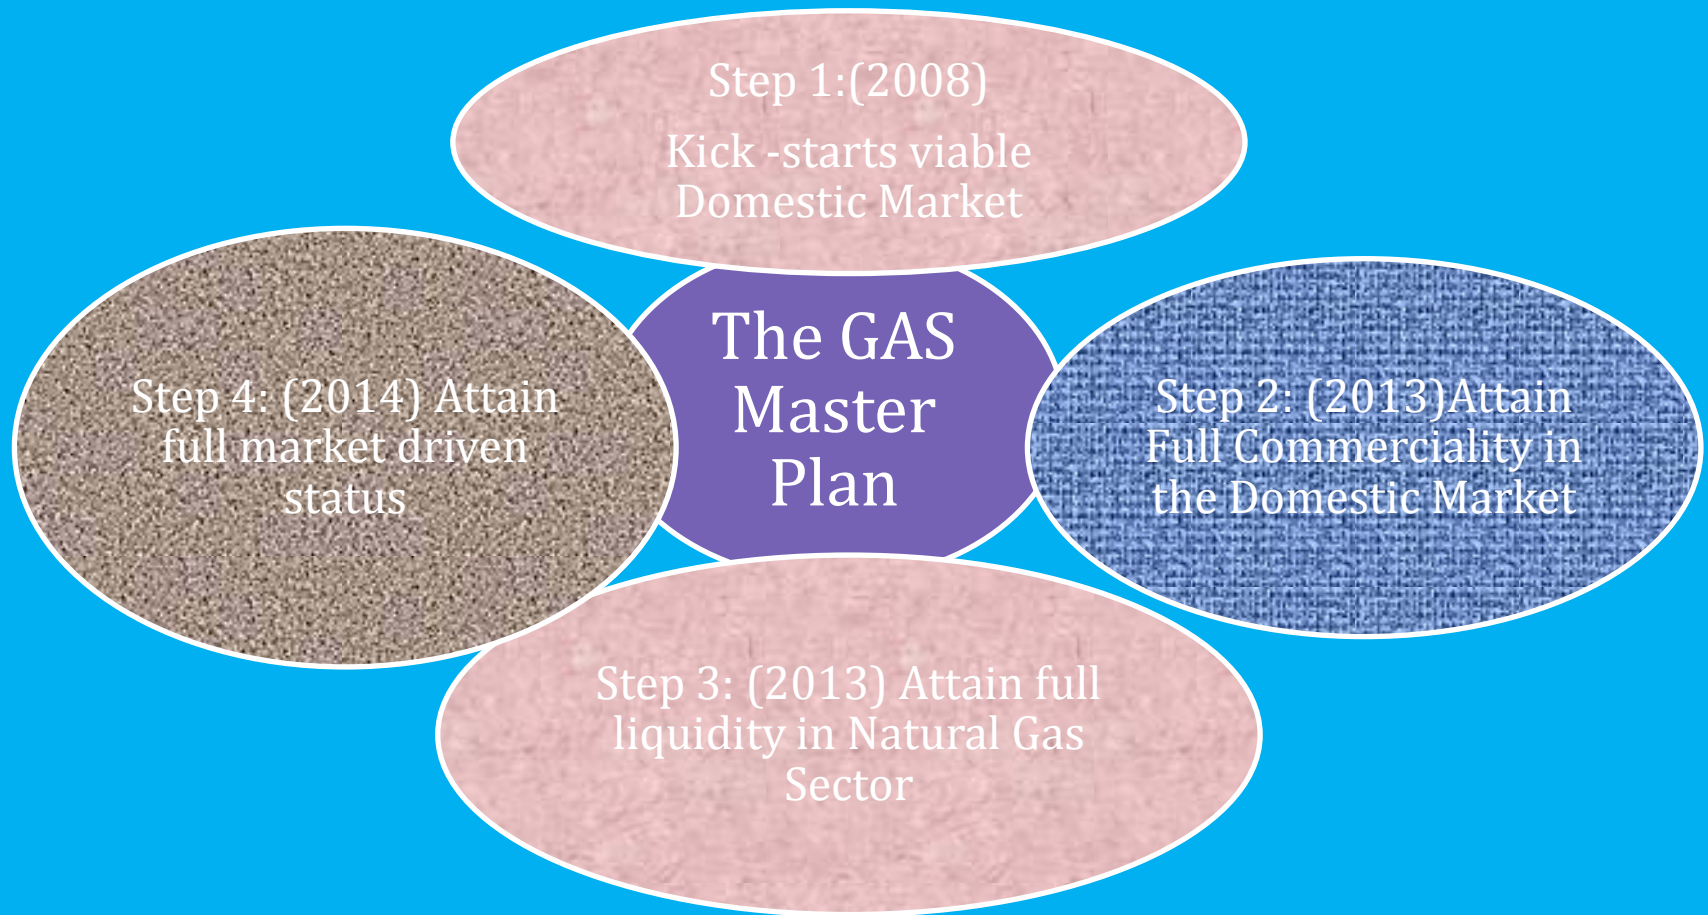 Step 1:(2008)
Kick -starts viable
Domestic Market
The GAS
Master
Plan
Step 2: (2013)Attain
Full Commerciality in
the Domestic Market
Step 3: (2013) Attain full
liquidity in Natural Gas
Sector
Step 4: (2014) Attain
full market driven
status